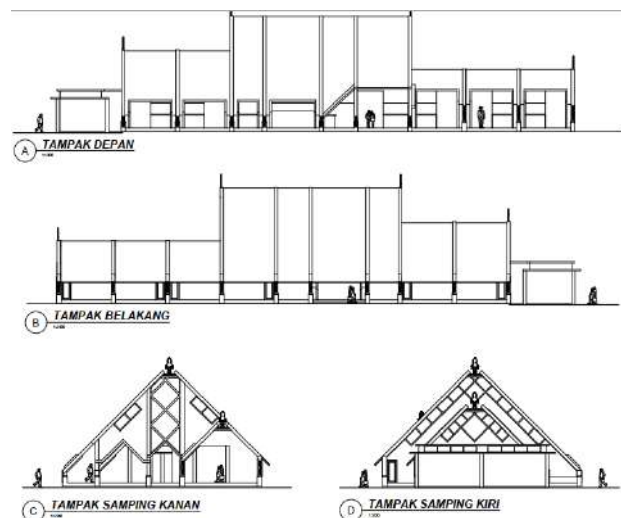 A TAMPAK DEPAN
B TAMPAK BELAKANG
C TAMPAK SAMPING KANAN
D TAMPAK SAMPING KIRI